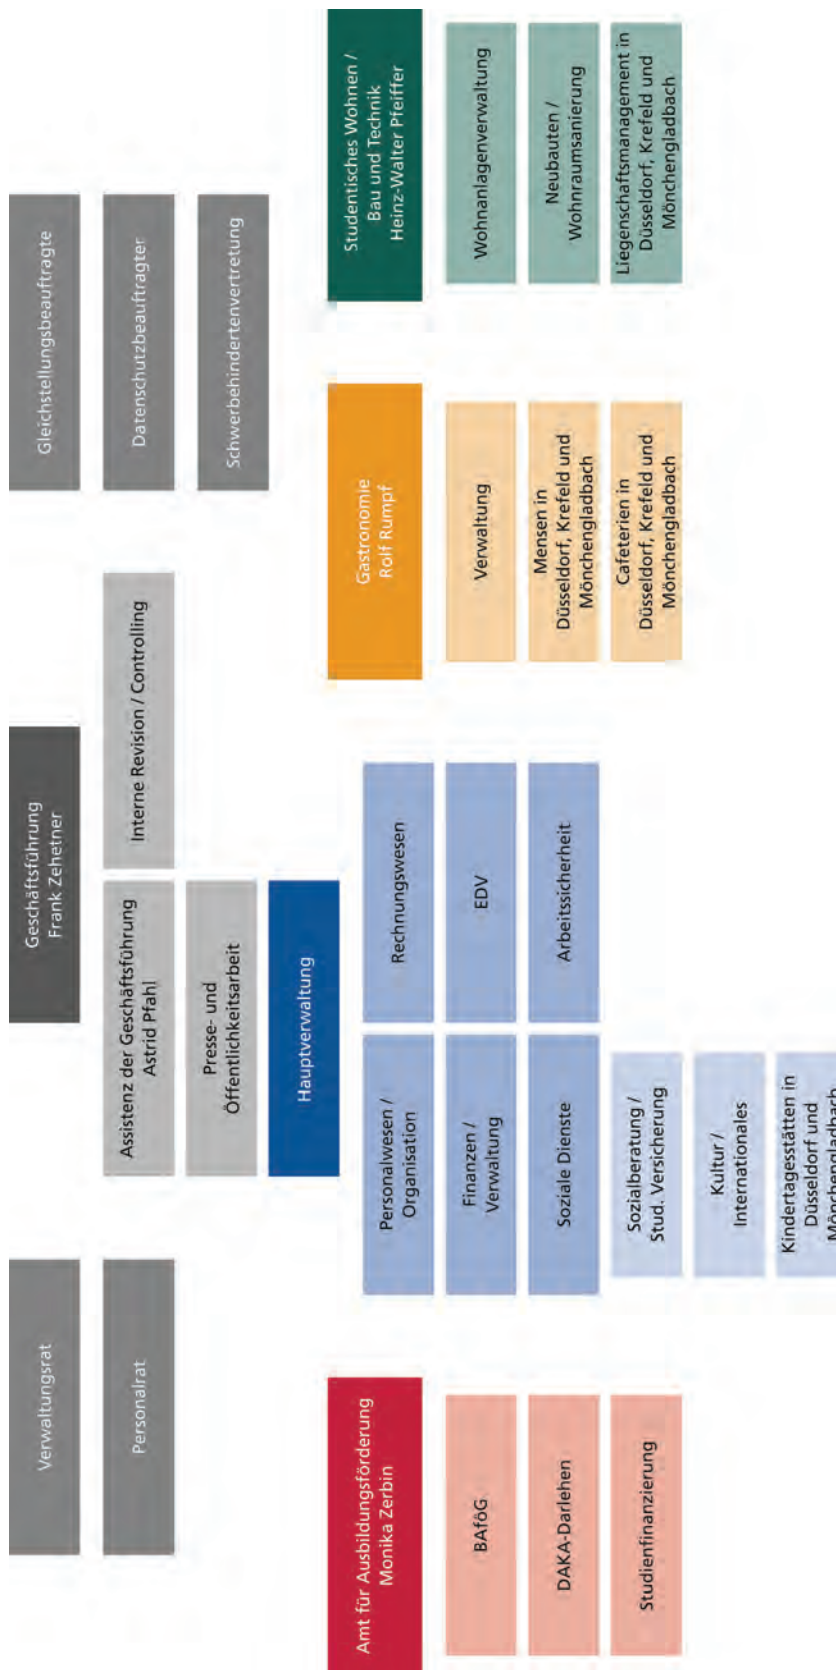 Verwaltungsrat
Personalrat
Geschäftsführung
Frank Zehetner
Assistenz der Geschäftsführung
Astrid Pfahl
Interne Revision / Controlling
Presse- und
Öffentlichkeitsarbeit
Gleichstellungsbeauftragte
Datenschutzbeauftragter
Schwerbehindertenvertretung
Amt für Ausbildungsförderung
Monika Zerbin
BAföG
DAKA-Darlehen
Studienfinanzierung
Hauptverwaltung
Personalwesen /
Organisation
Rechnungswesen
Finanzen /
Verwaltung
EDV
Soziale Dienste
Arbeitssicherheit
Sozialberatung /
Stud. Versicherung
Kultur /
Internationales
Kindertagesstätten in
Düsseldorf und
Mönchengladbach
Gastronomie
Rolf Rumpf
Verwaltung
Mensen in
Düsseldorf, Krefeld und
Mönchengladbach
Cafeterien in
Düsseldorf, Krefeld und
Mönchengladbach
Studentisches Wohnen /
Bau und Technik
Heinz-Walter Pfeiffer
Wohnanlagenverwaltung
Neubauten /
Wohnraumsanierung
Liegenschaftsmanagement in
Düsseldorf, Krefeld und
Mönchengladbach